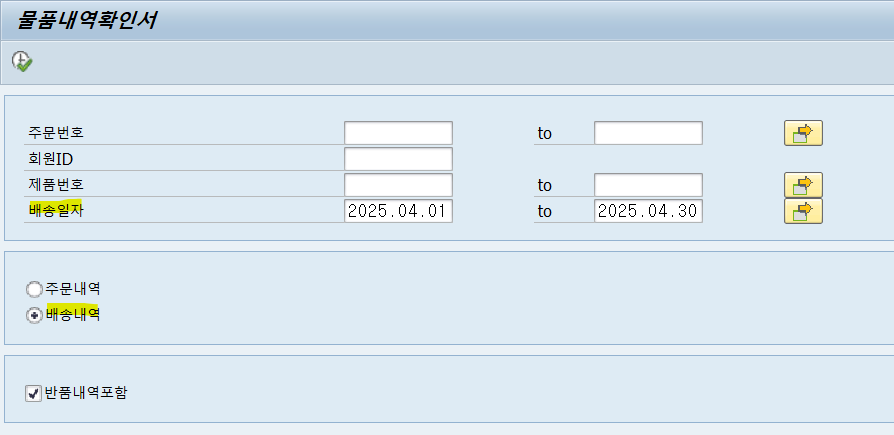 물품내역확인서
주문번호 to
회원ID
제품번호 to
배송일자 2025.04.01 to 2025.04.30
주문내역
배송내역
반품내역포함